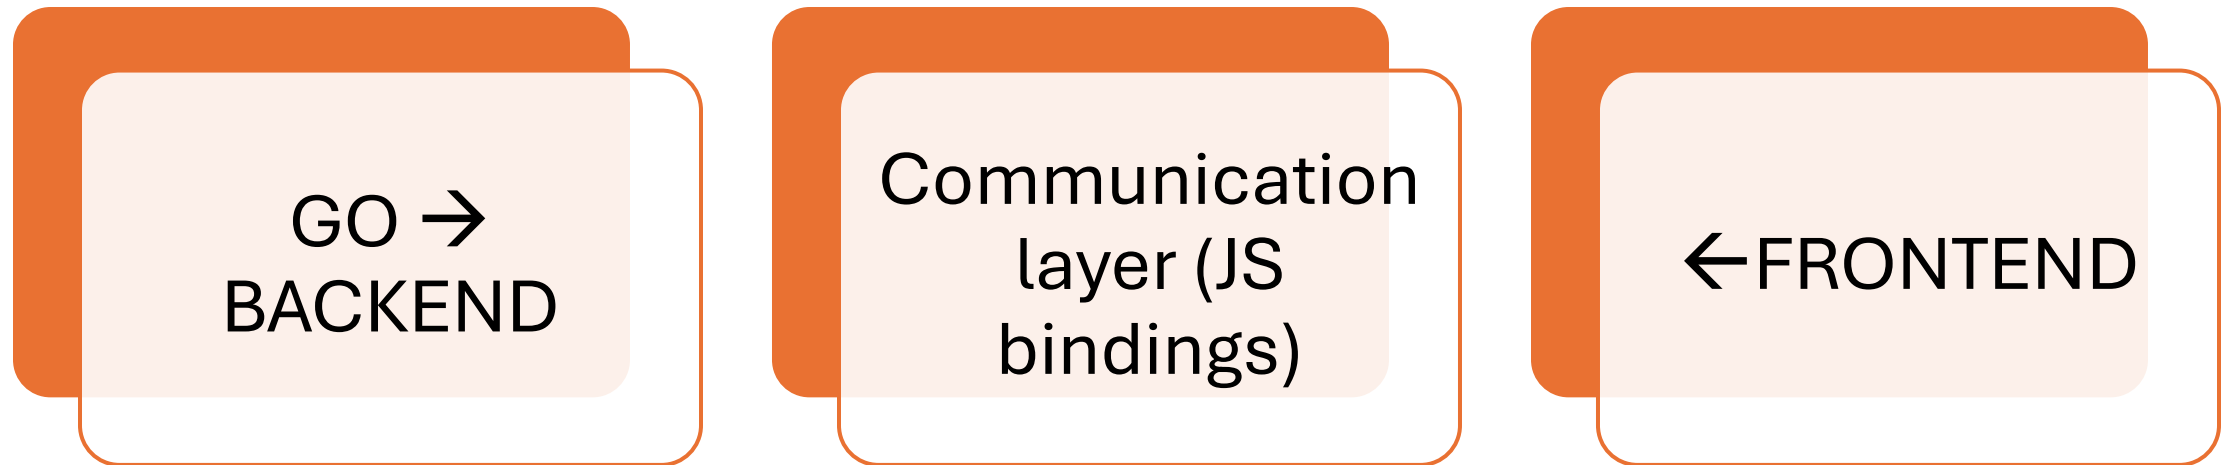 GO →
BACKEND
Communication
layer (JS
bindings)
←FRONTEND